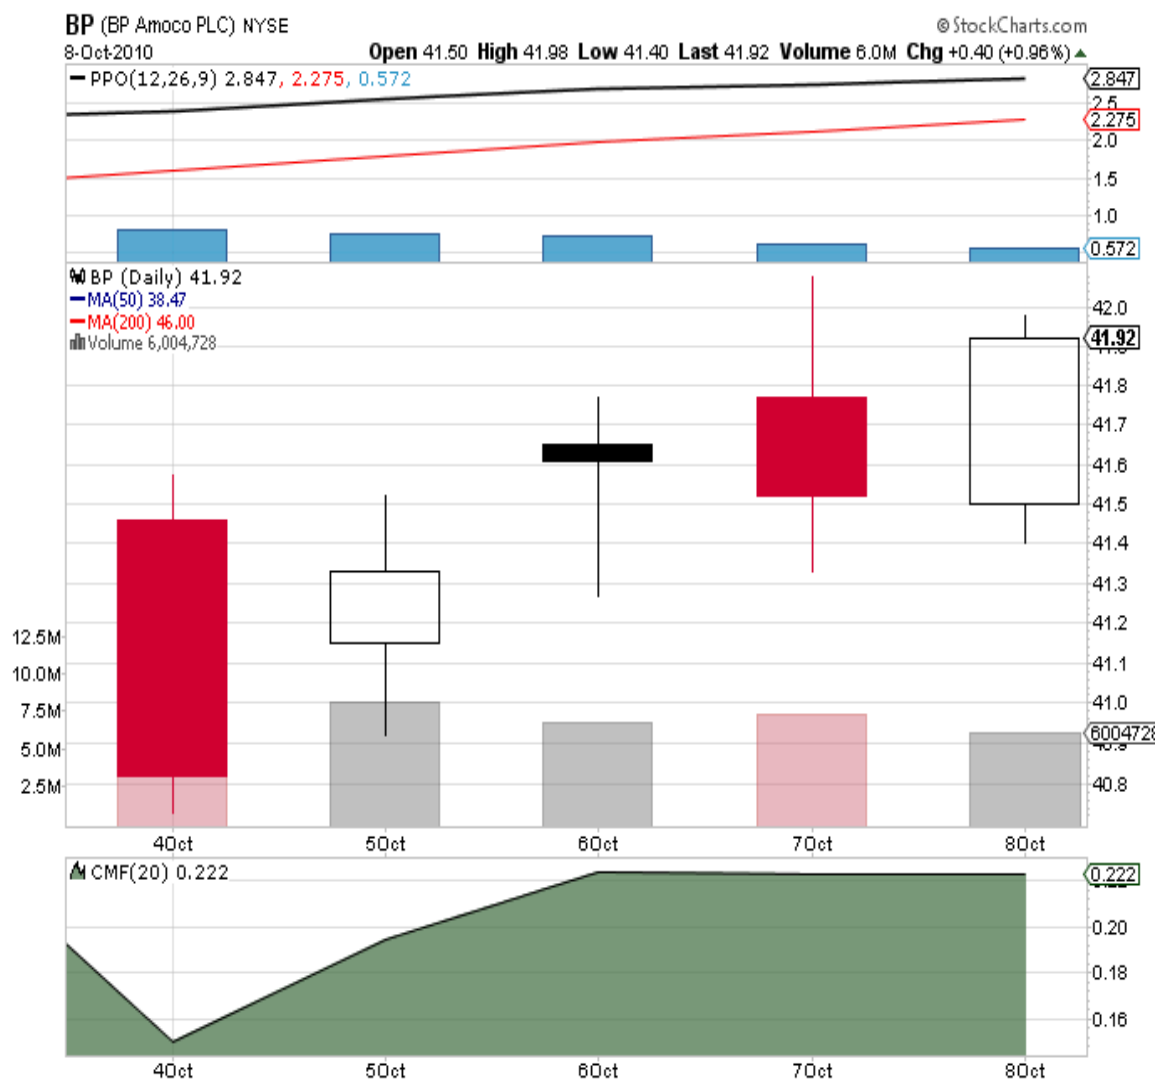 BP (BP Amoco PLC) NYSE © StockCharts.com
8-Oct-2010 Open 41.50 High 41.98 Low 41.40 Last 41.92 Volume 6.0M Chg +0.40 (+0.96%)
PPO(12,26,9) 2.847, 2.275, 0.572
2.847
2.5
2.275
2.0
1.5
1.0
0.572
BP (Daily) 41.92
MA(50) 38.47
MA(200) 46.00
Volume 6,004,728
42.0
41.92
41.8
41.7
41.6
41.5
41.4
41.3
41.2
41.1
41.0
6004728
40.8
12.5M
10.0M
7.5M
5.0M
2.5M
4Oct 5Oct 6Oct 7Oct 8Oct
CMF(20) 0.222
0.222
0.20
0.18
0.16
4Oct 5Oct 6Oct 7Oct 8Oct